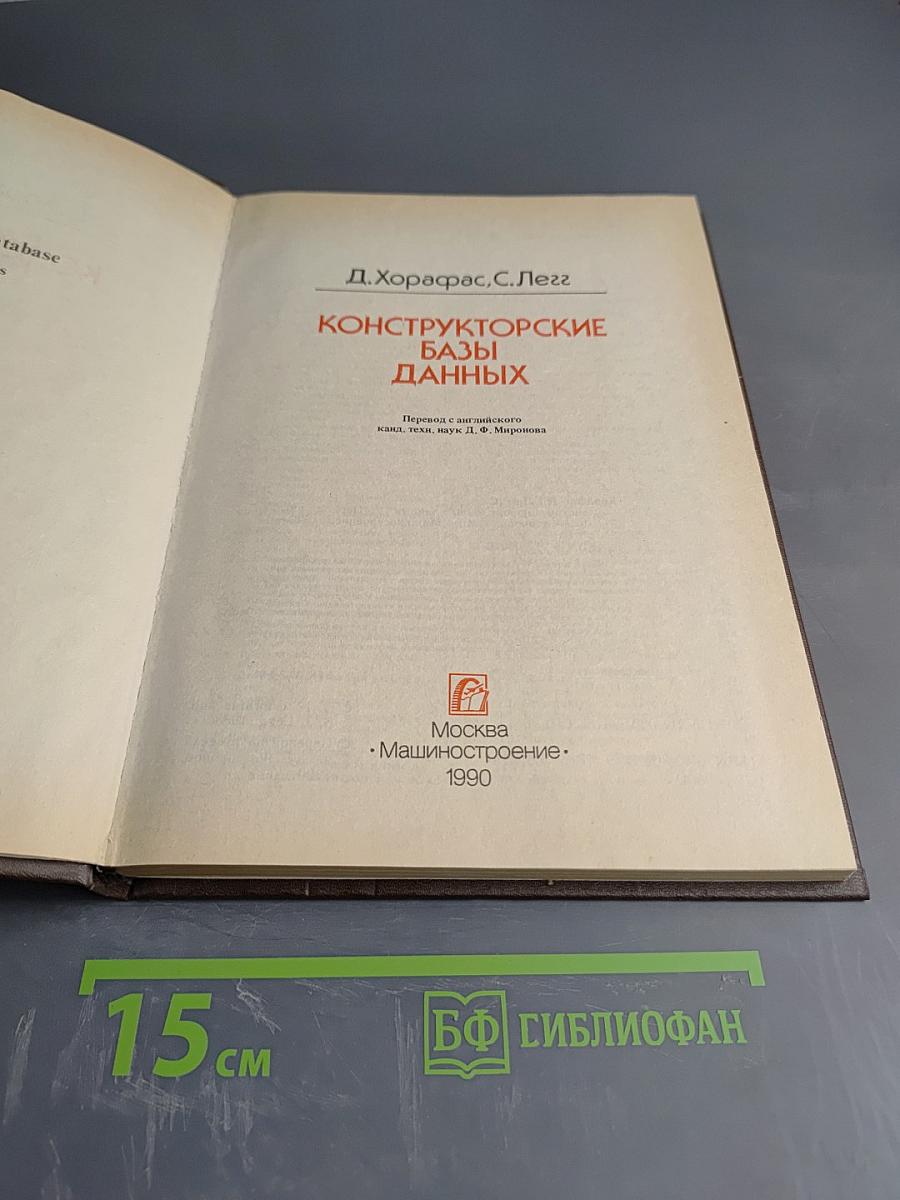 tabase
s
Д. Хорафас, С. Легг
КОНСТРУКТОРСКИЕ
БАЗЫ
ДАННЫХ
Перевод с английского
канд. техн. наук Д. Ф. Миронова
Москва
·Машиностроение·
1990
15 см
БФ БИБЛИОФАН